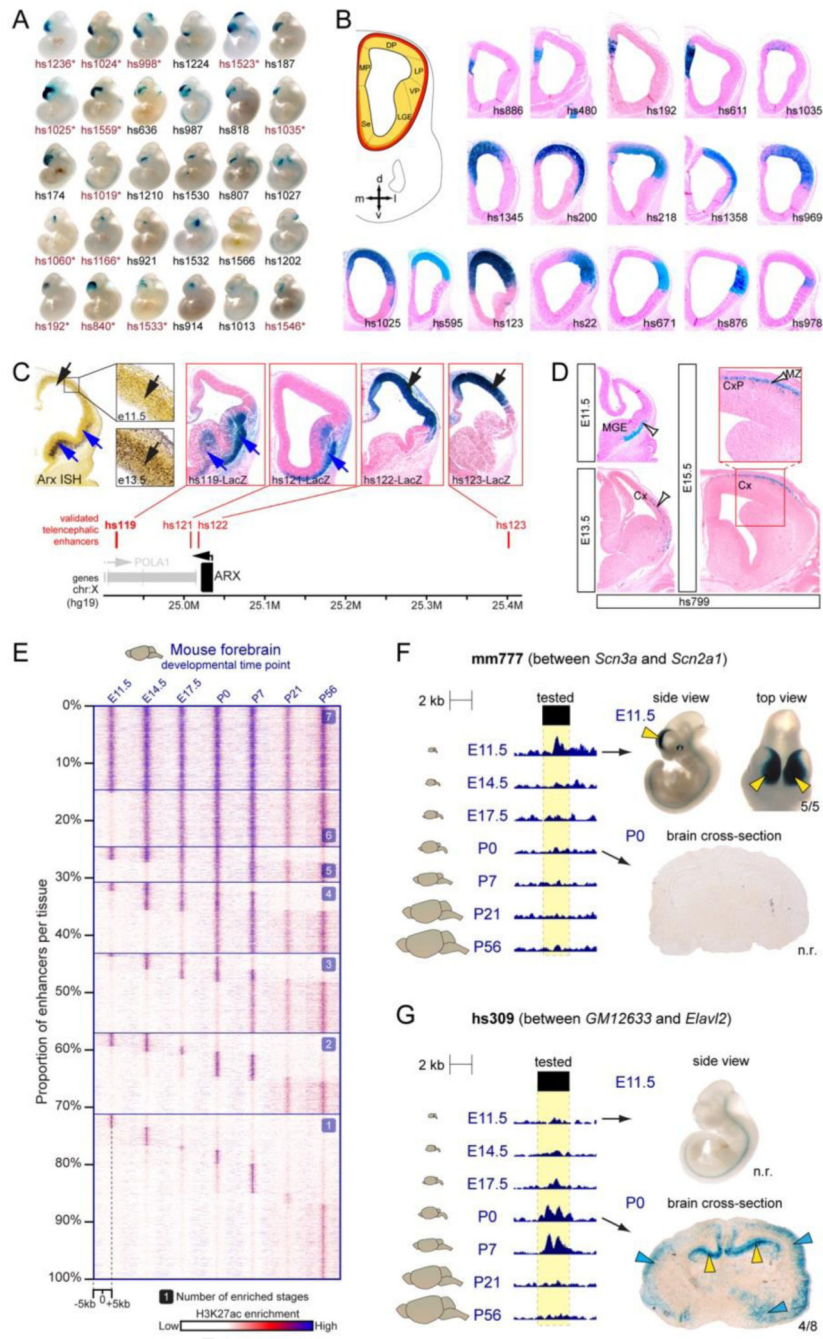 A
hs1236* hs1024* hs998* hs1224 hs1523* hs187
hs1025* hs1559* hs636 hs987 hs818 hs1035*
hs174 hs1019* hs1210 hs1530 hs807 hs1027
hs1060* hs1166* hs921 hs1532 hs1566 hs1202
hs192* hs840* hs1533* hs914 hs1013 hs1546*
B
DP
MP LP
VP
Se LGE
d
m l
v
hs886 hs480 hs192 hs611 hs1035
hs1345 hs200 hs218 hs1358 hs969
hs1025 hs595 hs123 hs22 hs671 hs876 hs978
C
e11.5
e13.5
Arx ISH hs119-LacZ hs121-LacZ hs122-LacZ hs123-LacZ
validated
telencephalic
enhancers
hs119 hs121 hs122 hs123
POLA1
ARX
genes
chr:X
(hg19)
25.0M 25.1M 25.2M 25.3M 25.4M
D
E11.5
MGE
E13.5
Cx
E15.5
CxP MZ
Cx
hs799
E
Mouse forebrain
developmental time point
E11.5 E14.5 E17.5 P0 P7 P21 P56
Proportion of enhancers per tissue
0%
10%
20%
30%
40%
50%
60%
70%
80%
90%
100%
7
6
5
4
3
2
1
-5kb 0 +5kb
1 Number of enriched stages
H3K27ac enrichment
Low High
F
mm777 (between Scn3a and Scn2a1)
2 kb tested side view top view
E11.5
E11.5
E14.5
E17.5
P0
P7
P21
P56
5/5
P0 brain cross-section
n.r.
G
hs309 (between GM12633 and Elavl2)
2 kb tested side view
E11.5
E11.5
E14.5
E17.5
P0
P7
P21
P56
n.r.
P0 brain cross-section
4/8